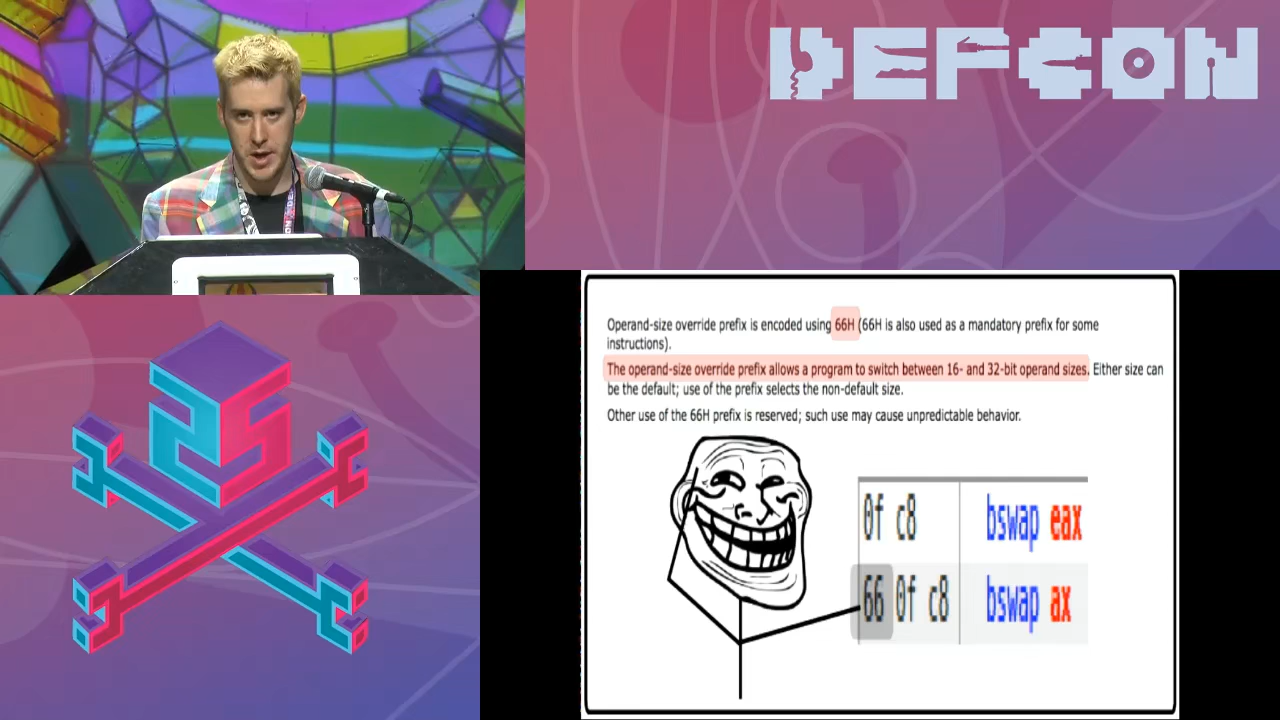 DEFCON
Operand-size override prefix is encoded using 66H (66H is also used as a mandatory prefix for some
instructions).
The operand-size override prefix allows a program to switch between 16- and 32-bit operand sizes. Either size can
be the default; use of the prefix selects the non-default size.
Other use of the 66H prefix is reserved; such use may cause unpredictable behavior.
0f c8 bswap eax
66 0f c8 bswap ax